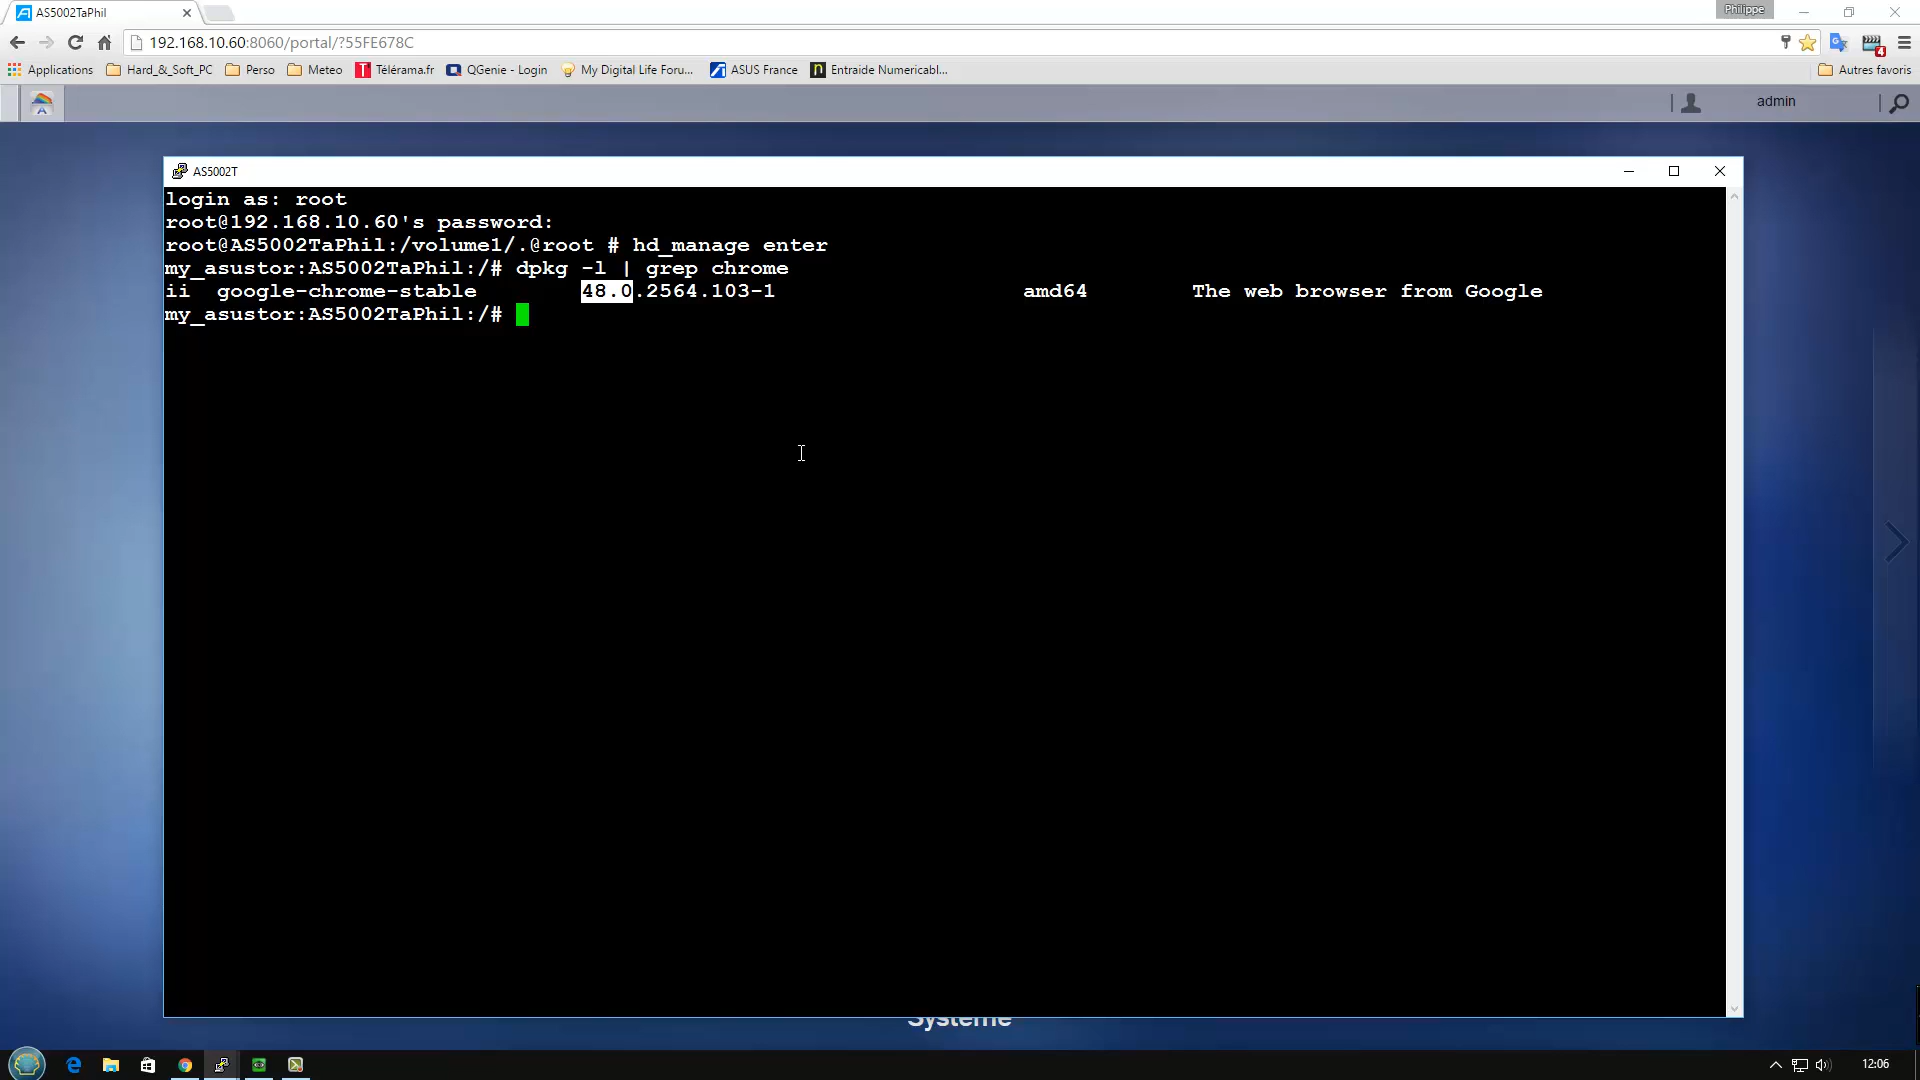 AS5002TaPhil
Philippe
192.168.10.60:8060/portal/?55FE678C
4
Applications Hard_&_Soft_PC Perso Meteo T Télérama.fr QGenie - Login My Digital Life Foru... ASUS France n Entraide Numericabl... Autres favoris
admin
AS5002T
login as: root
root@192.168.10.60's password:
root@AS5002TaPhil:/volume1/.@root # hd_manage enter
my_asustor:AS5002TaPhil:/# dpkg -l | grep chrome
ii google-chrome-stable 48.0.2564.103-1 amd64 The web browser from Google
my_asustor:AS5002TaPhil:/#
Système
12:06